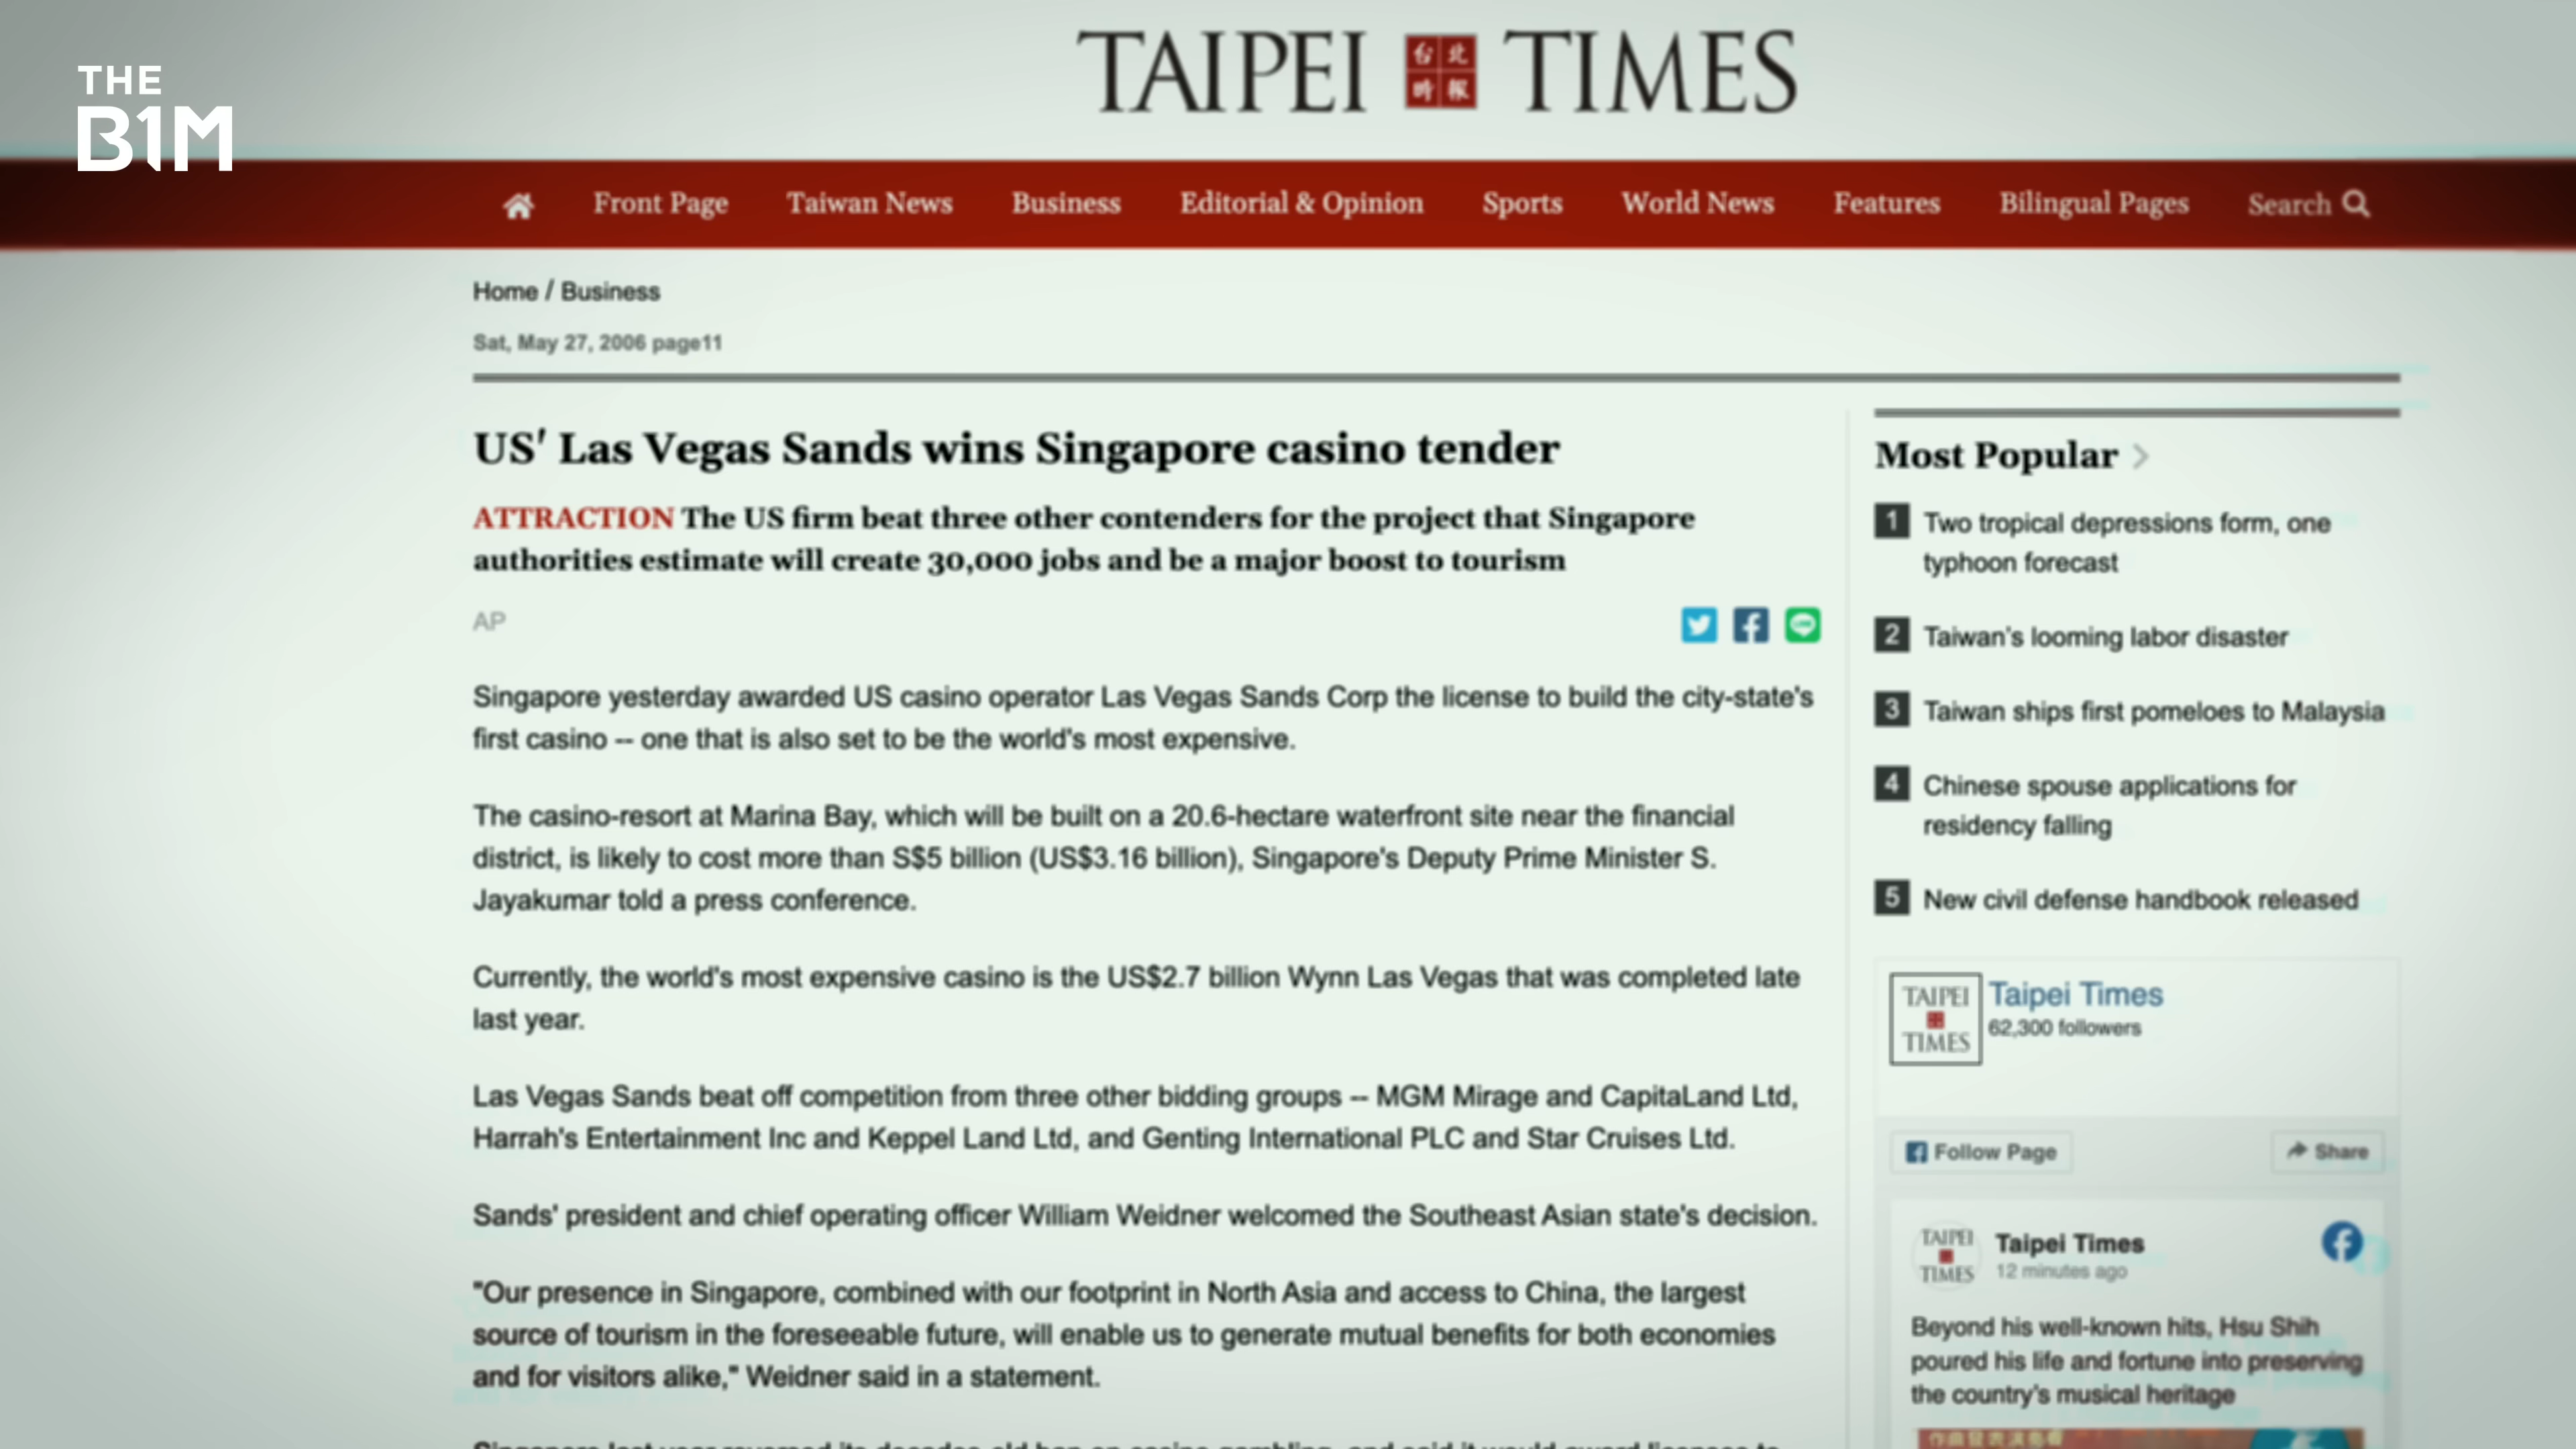 THE
B1M
TAIPEI 台北時報 TIMES
Front Page Taiwan News Business Editorial & Opinion Sports World News Features Bilingual Pages Search
Home / Business
Sat, May 27, 2006 page11
US' Las Vegas Sands wins Singapore casino tender
ATTRACTION The US firm beat three other contenders for the project that Singapore
authorities estimate will create 30,000 jobs and be a major boost to tourism
AP
Singapore yesterday awarded US casino operator Las Vegas Sands Corp the license to build the city-state's
first casino -- one that is also set to be the world's most expensive.
The casino-resort at Marina Bay, which will be built on a 20.6-hectare waterfront site near the financial
district, is likely to cost more than S$5 billion (US$3.16 billion), Singapore's Deputy Prime Minister S.
Jayakumar told a press conference.
Currently, the world's most expensive casino is the US$2.7 billion Wynn Las Vegas that was completed late
last year.
Las Vegas Sands beat off competition from three other bidding groups -- MGM Mirage and CapitaLand Ltd,
Harrah's Entertainment Inc and Keppel Land Ltd, and Genting International PLC and Star Cruises Ltd.
Sands' president and chief operating officer William Weidner welcomed the Southeast Asian state's decision.
"Our presence in Singapore, combined with our footprint in North Asia and access to China, the largest
source of tourism in the foreseeable future, will enable us to generate mutual benefits for both economies
and for visitors alike," Weidner said in a statement.
Most Popular
1 Two tropical depressions form, one
typhoon forecast
2 Taiwan's looming labor disaster
3 Taiwan ships first pomeloes to Malaysia
4 Chinese spouse applications for
residency falling
5 New civil defense handbook released
TAIPEI
TIMES
Taipei Times
62,300 followers
Follow Page Share
TAIPEI
TIMES
Taipei Times
12 minutes ago
Beyond his well-known hits, Hsu Shih
poured his life and fortune into preserving
the country's musical heritage